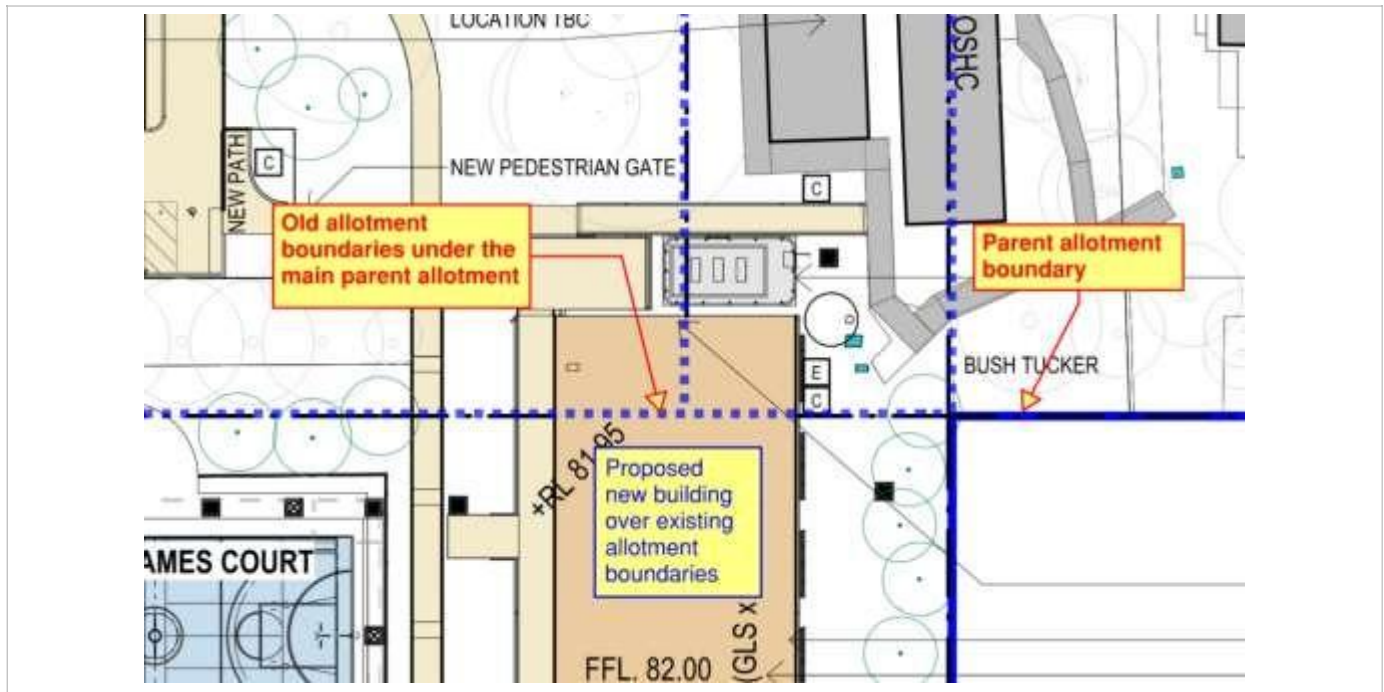 LOCATION TBC
OSHC
NEW PATH
C
NEW PEDESTRIAN GATE
C
Old allotment
boundaries under the
main parent allotment
Parent allotment
boundary
E
C
BUSH TUCKER
+RL 81.95
Proposed
new building
over existing
allotment
boundaries
AMES COURT
(GLS x
FFL. 82.00